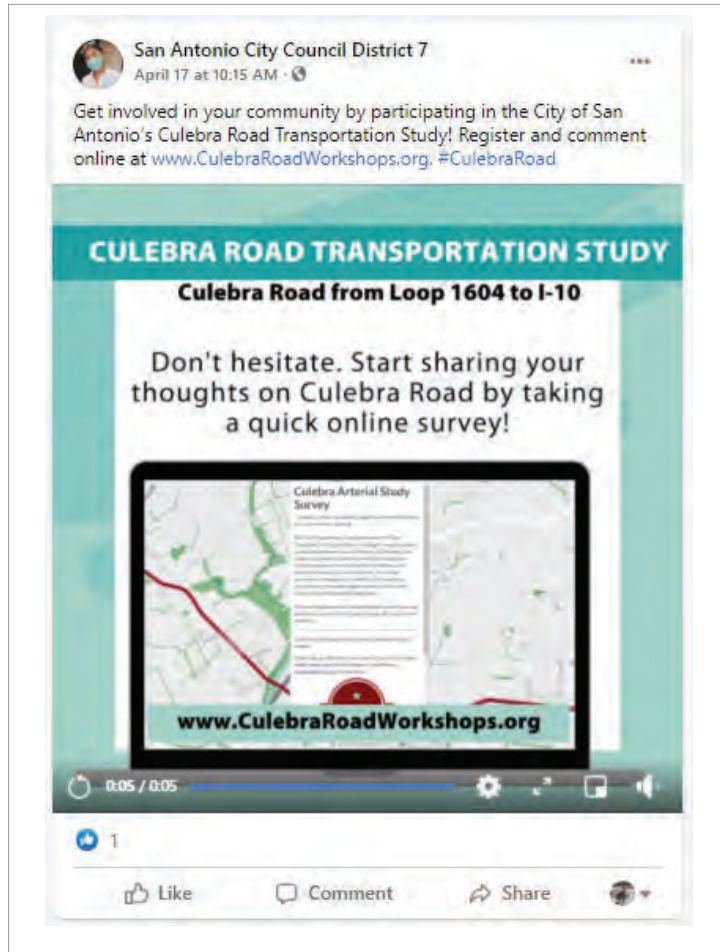 San Antonio City Council District 7
April 17 at 10:15 AM ·
Get involved in your community by participating in the City of San
Antonio's Culebra Road Transportation Study! Register and comment
online at www.CulebraRoadWorkshops.org. #CulebraRoad
CULEBRA ROAD TRANSPORTATION STUDY
Culebra Road from Loop 1604 to I-10
Don't hesitate. Start sharing your
thoughts on Culebra Road by taking
a quick online survey!
Culebra Arterial Study
Survey
www.CulebraRoadWorkshops.org
0:05 / 0:05
1
Like Comment Share